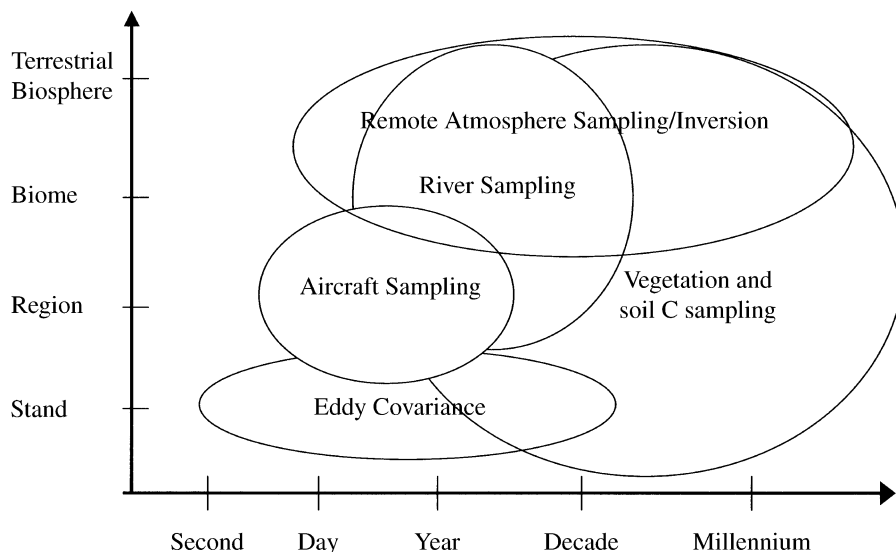 Terrestrial
Biosphere
Remote Atmosphere Sampling/Inversion
Biome
River Sampling
Aircraft Sampling
Vegetation and
soil C sampling
Region
Stand
Eddy Covariance
Second
Day
Year
Decade
Millennium